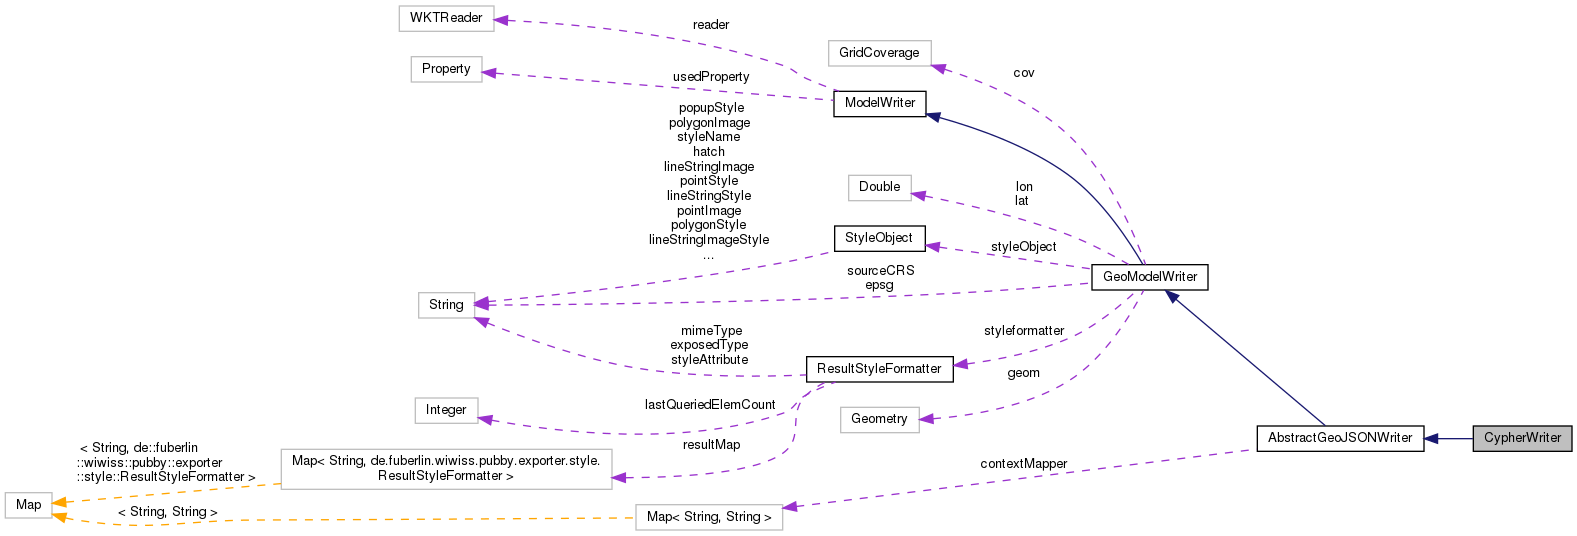 WKTReader
reader
GridCoverage
Property
cov
usedProperty
ModelWriter
popupStyle
polygonImage
styleName
hatch
lineStringImage
pointStyle
lineStringStyle
pointImage
polygonStyle
lineStringImageStyle
...
Double
lon
lat
StyleObject
styleObject
GeoModelWriter
sourceCRS
epsg
String
mimeType
exposedType
styleAttribute
styleformatter
ResultStyleFormatter
geom
Integer
lastQueriedElemCount
Geometry
AbstractGeoJSONWriter
CypherWriter
resultMap
< String, de::fuberlin
::wiwiss::pubby::exporter
::style::ResultStyleFormatter >
Map< String, de.fuberlin.wiwiss.pubby.exporter.style.
ResultStyleFormatter >
contextMapper
Map
< String, String >
Map< String, String >